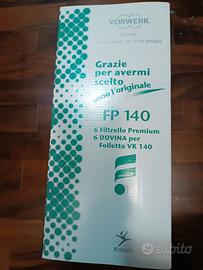 VORWERK
Grazie
per avermi
scelto
sono l'originale
FP 140
6 Filtrello Premium
6 DOVINA per
Folletto VK 140
Kobold
subito